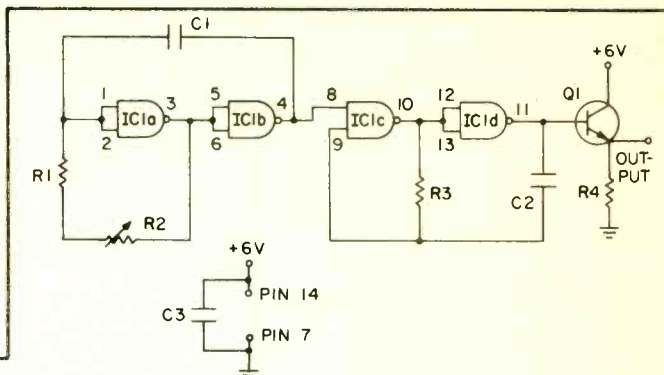 C1
+6V
1
2
3
IC1a
5
6
4
IC1b
8
9
10
IC1c
12
13
11
IC1d
Q1
OUT-
PUT
R1
R2
R3
C2
R4
+6V
C3
PIN 14
PIN 7